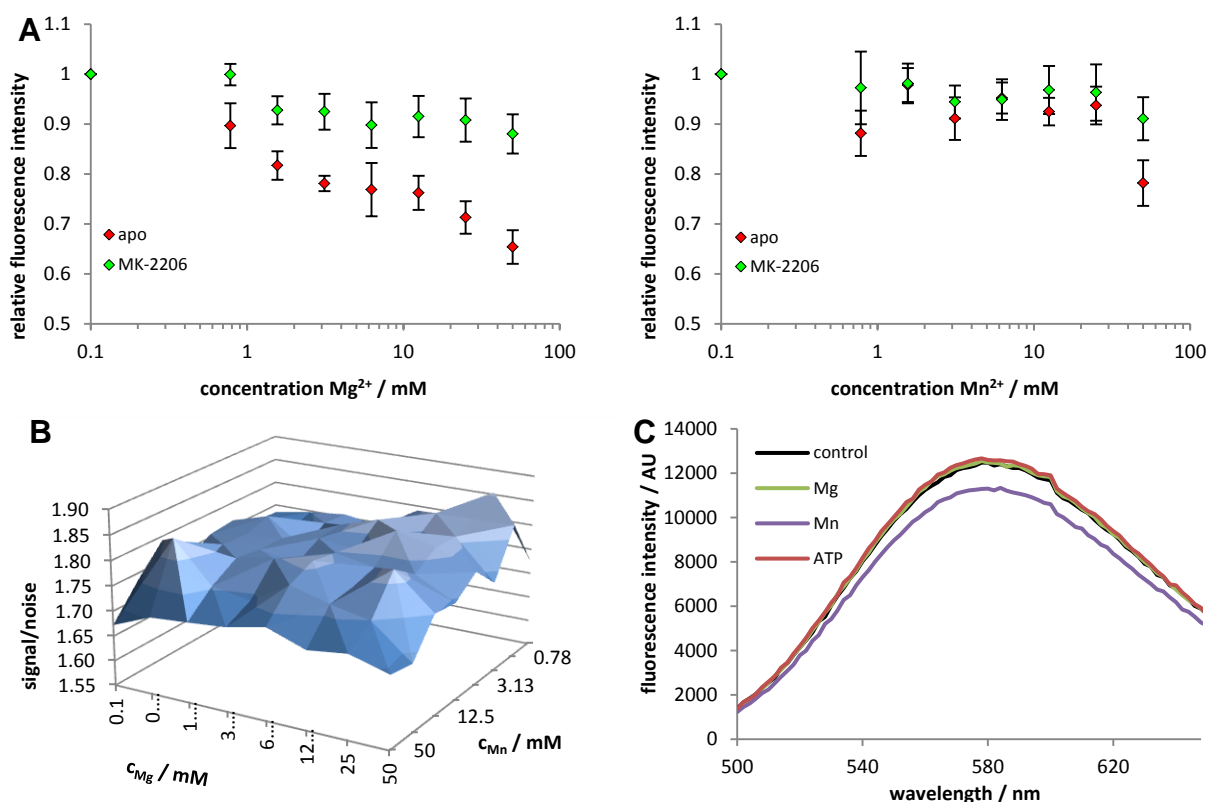 A
relative fluorescence intensity
1.1
1
0.9
0.8
0.7
0.6
0.5
apo
MK-2206
0.1
1
10
100
concentration Mg²⁺ / mM
relative fluorescence intensity
1.1
1
0.9
0.8
0.7
0.6
0.5
apo
MK-2206
0.1
1
10
100
concentration Mn²⁺ / mM
B
signal/noise
1.90
1.85
1.80
1.75
1.70
1.65
1.60
1.55
0.1
0...
1...
3...
6...
12...
25
50
c_Mg / mM
50
12.5
3.13
0.78
c_Mn / mM
C
fluorescence intensity / AU
14000
12000
10000
8000
6000
4000
2000
0
control
Mg
Mn
ATP
500
540
580
620
wavelength / nm